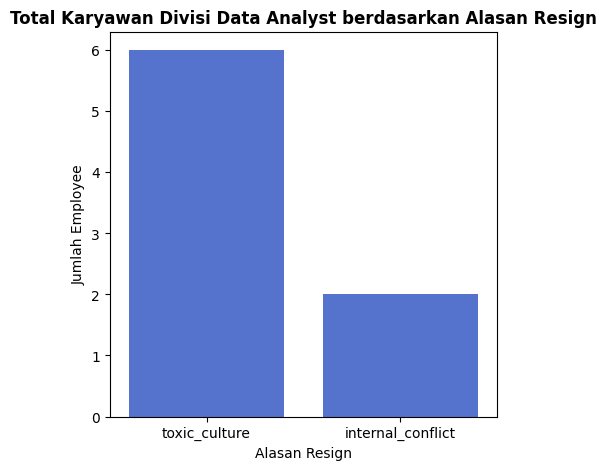 Total Karyawan Divisi Data Analyst berdasarkan Alasan Resign
6
5
4
3
2
1
0
Jumlah Employee
toxic_culture
internal_conflict
Alasan Resign